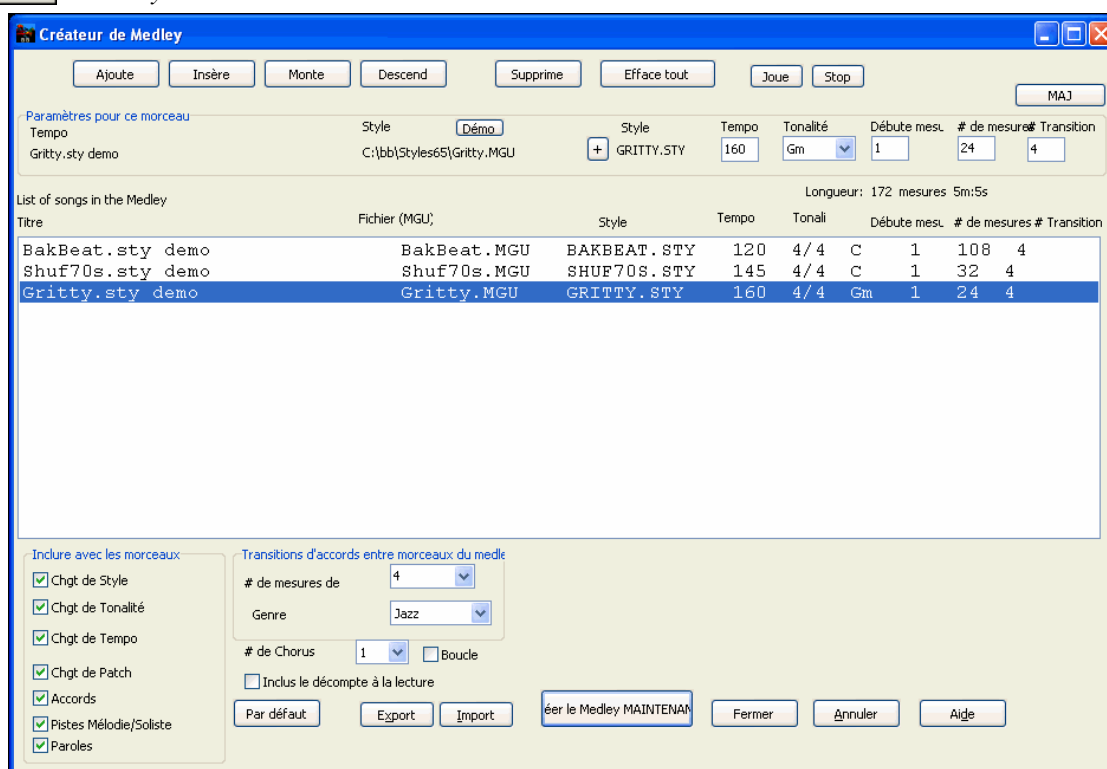 Créateur de Medley
Ajoute Insère Monte Descend Supprime Efface tout Joue Stop
MAJ
Paramètres pour ce morceau
Tempo Style Démo Style Tempo Tonalité Débute mesu # de mesures # Transition
Gritty.sty demo C:\bb\Styles65\Gritty.MGU + GRITTY.STY 160 Gm 1 24 4
Longueur: 172 mesures 5m:5s
List of songs in the Medley
Titre Fichier (MGU) Style Tempo Tonali Débute mesu # de mesures # Transition
BakBeat.sty demo BakBeat.MGU BAKBEAT.STY 120 4/4 C 1 108 4
Shuf70s.sty demo Shuf70s.MGU SHUF70S.STY 145 4/4 C 1 32 4
Gritty.sty demo Gritty.MGU GRITTY.STY 160 4/4 Gm 1 24 4
Inclure avec les morceaux
Chgt de Style
Chgt de Tonalité
Chgt de Tempo
Chgt de Patch
Accords
Pistes Mélodie/Soliste
Paroles
Transitions d'accords entre morceaux du medle
# de mesures de 4
Genre Jazz
# de Chorus 1 Boucle
Inclus le décompte à la lecture
Par défaut Export Import éer le Medley MAINTENAN Fermer Annuler Aide